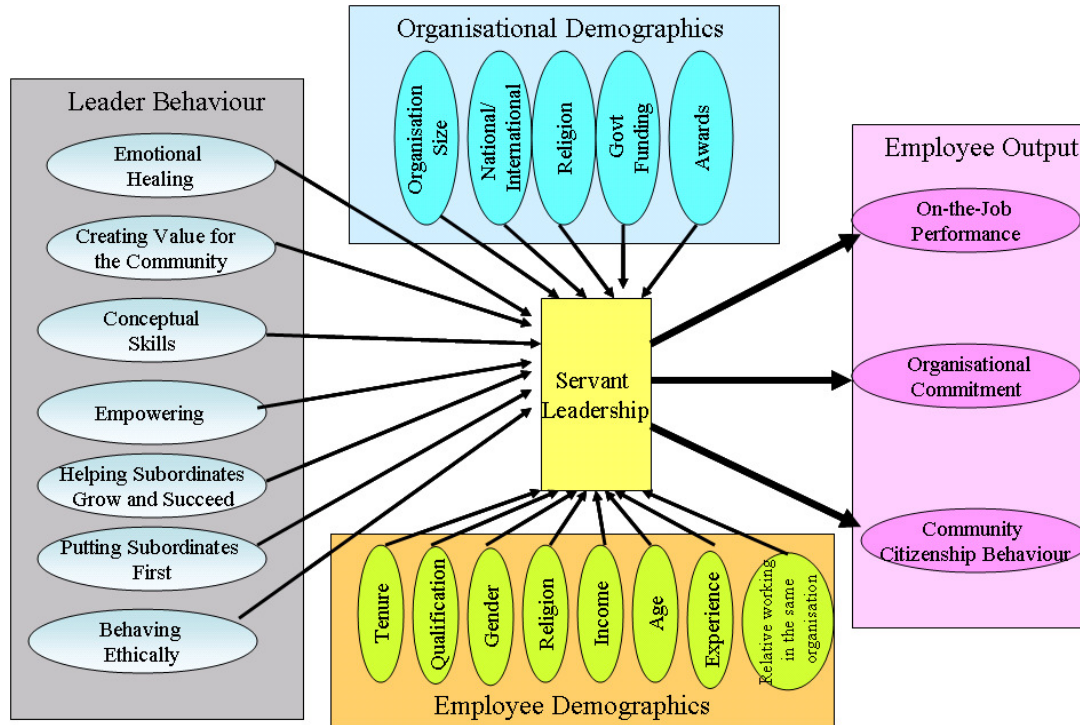 Organisational Demographics
Organisation
Size
National/
International
Religion
Govt
Funding
Awards
Leader Behaviour
Emotional
Healing
Creating Value for
the Community
Conceptual
Skills
Empowering
Helping Subordinates
Grow and Succeed
Putting Subordinates
First
Behaving
Ethically
Servant
Leadership
Employee Output
On-the-Job
Performance
Organisational
Commitment
Community
Citizenship Behaviour
Tenure
Qualification
Gender
Religion
Income
Age
Experience
Relative working
in the same
organisation
Employee Demographics